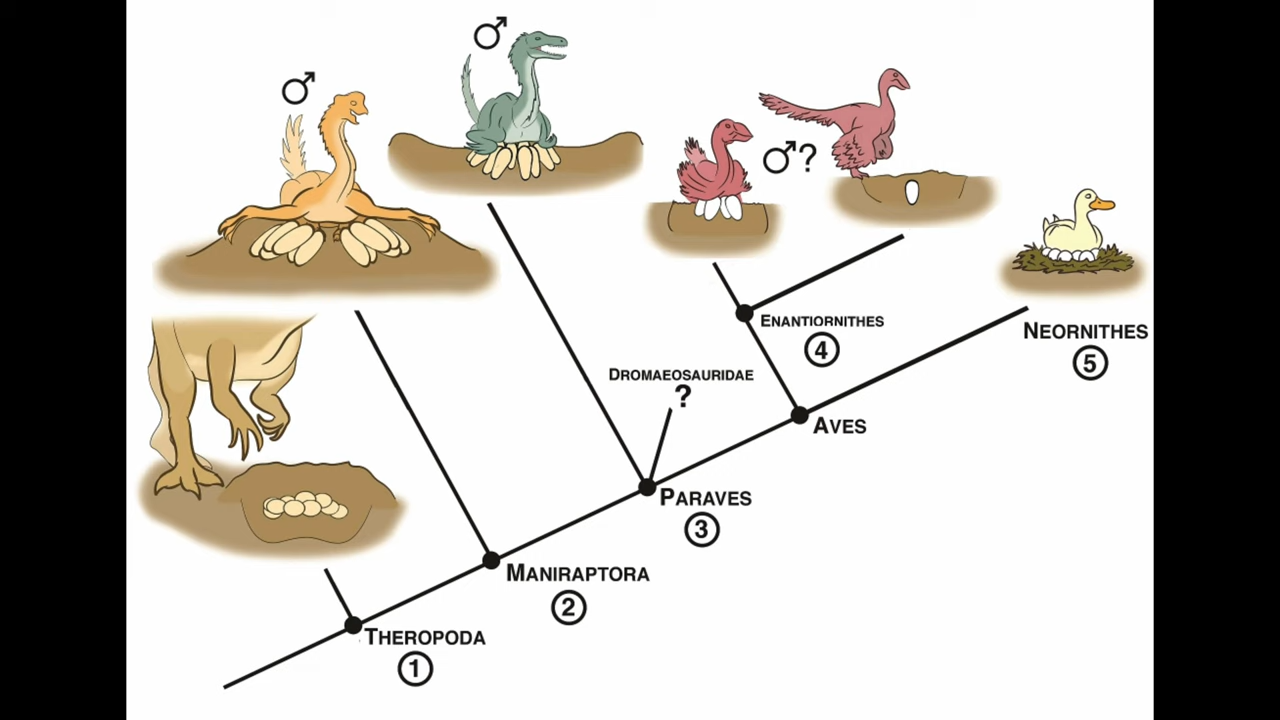 ♂
♂
♂?
ENANTIORNITHES
④
NEORNITHES
⑤
DROMAEOSAURIDAE
?
AVES
PARAVES
③
MANIRAPTORA
②
THEROPODA
①